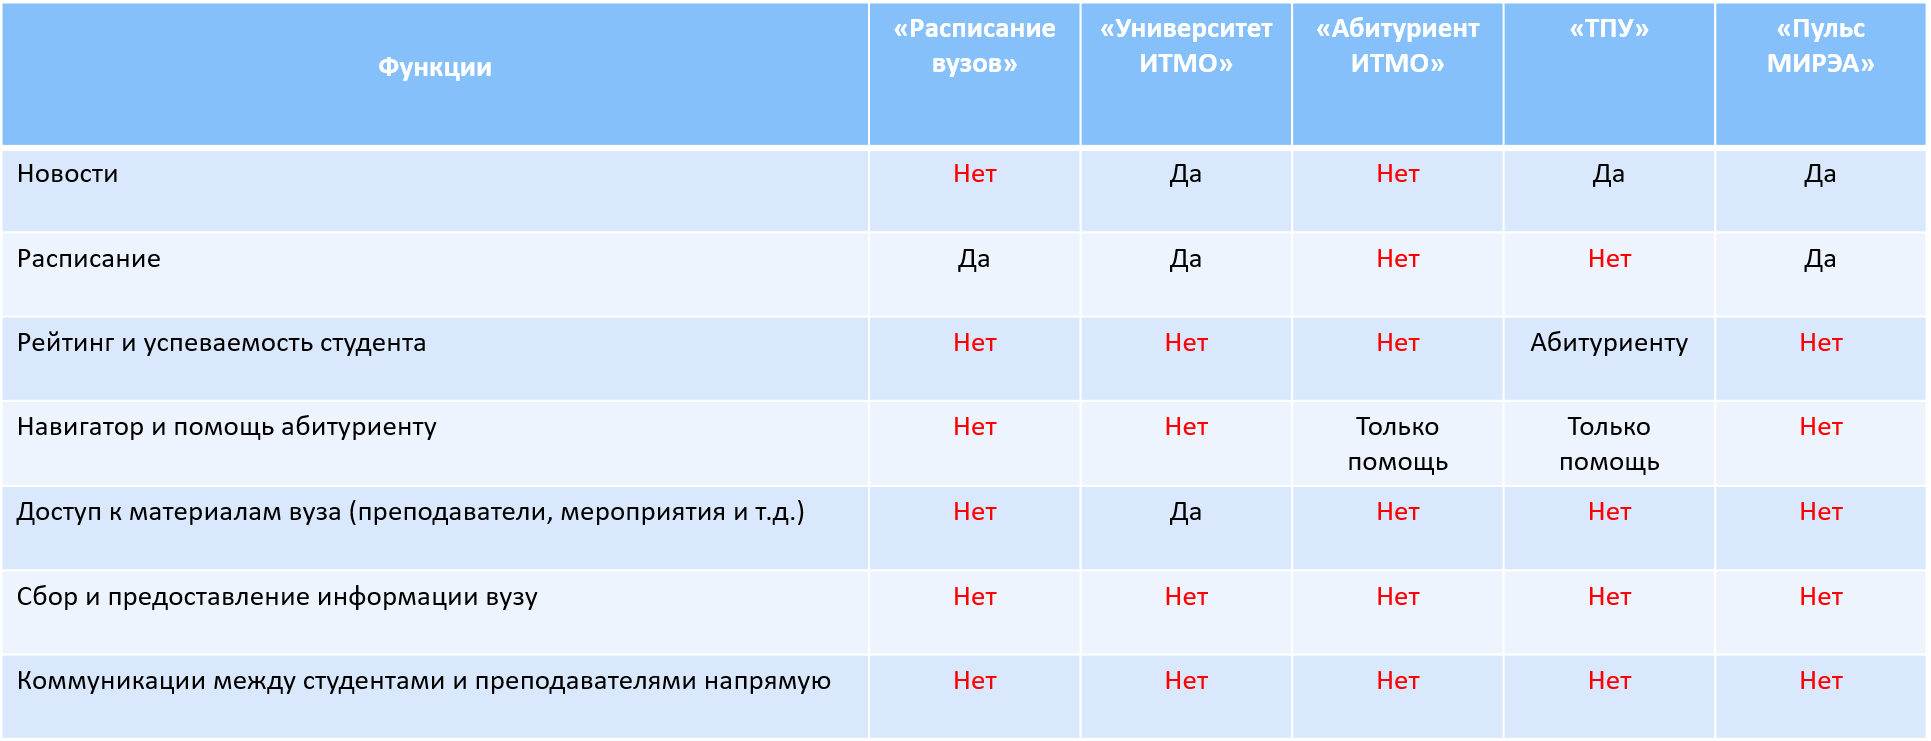 Функции «Расписание вузов» «Университет ИТМО» «Абитуриент ИТМО» «ТПУ» «Пульс МИРЭА»
Новости Нет Да Нет Да Да
Расписание Да Да Нет Нет Да
Рейтинг и успеваемость студента Нет Нет Нет Абитуриенту Нет
Навигатор и помощь абитуриенту Нет Нет Только помощь Только помощь Нет
Доступ к материалам вуза (преподаватели, мероприятия и т.д.) Нет Да Нет Нет Нет
Сбор и предоставление информации вузу Нет Нет Нет Нет Нет
Коммуникации между студентами и преподавателями напрямую Нет Нет Нет Нет Нет